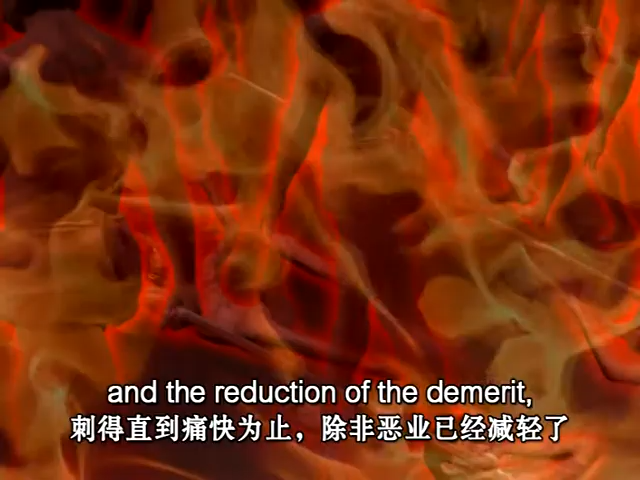 and the reduction of the demerit,
刺得直到痛快为止，除非恶业已经减轻了